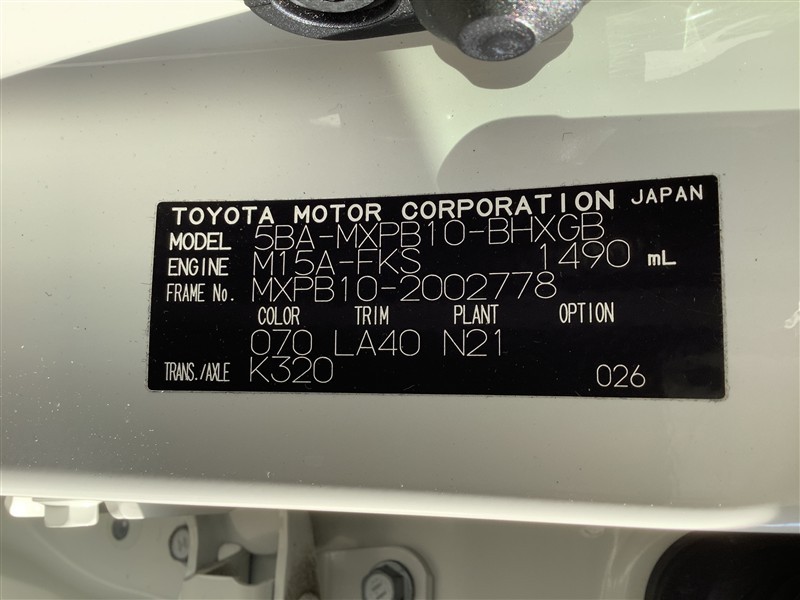 TOYOTA MOTOR CORPORATION JAPAN
MODEL 5BA-MXPB10-BHXGB
ENGINE M15A-FKS 1490 mL
FRAME No. MXPB10-2002778
COLOR TRIM PLANT OPTION
070 LA40 N21
TRANS./AXLE K320 026